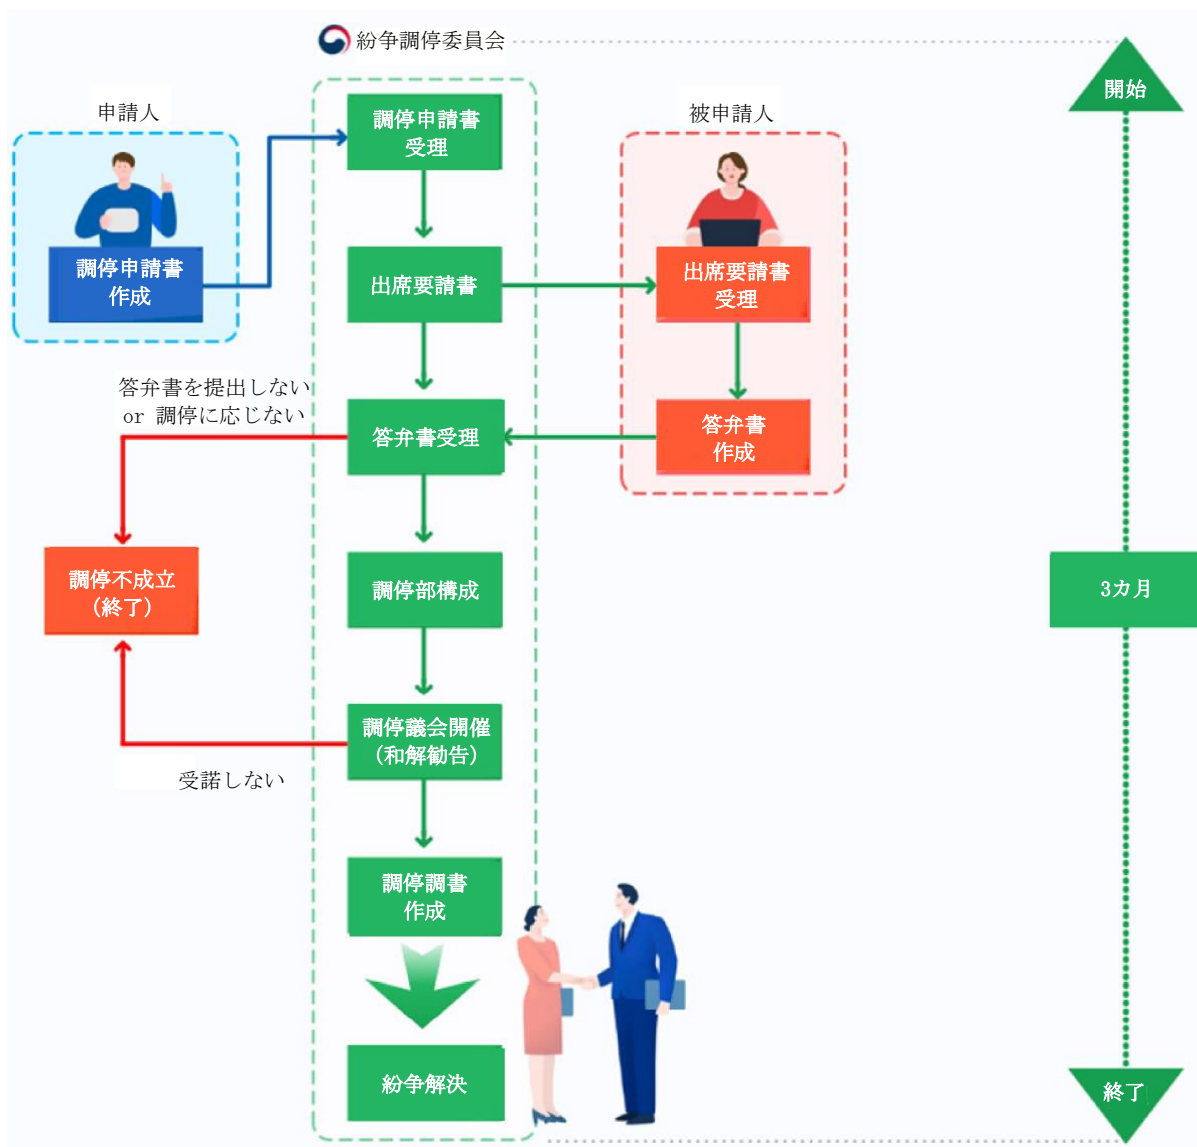 紛争調停委員会
開始
申請人
調停申請書
受理
被申請人
調停申請書
作成
出席要請書
出席要請書
受理
答弁書を提出しない
or 調停に応じない
答弁書受理
答弁書
作成
調停不成立
(終了)
調停部構成
3カ月
調停議会開催
(和解勧告)
受諾しない
調停調書
作成
紛争解決
終了